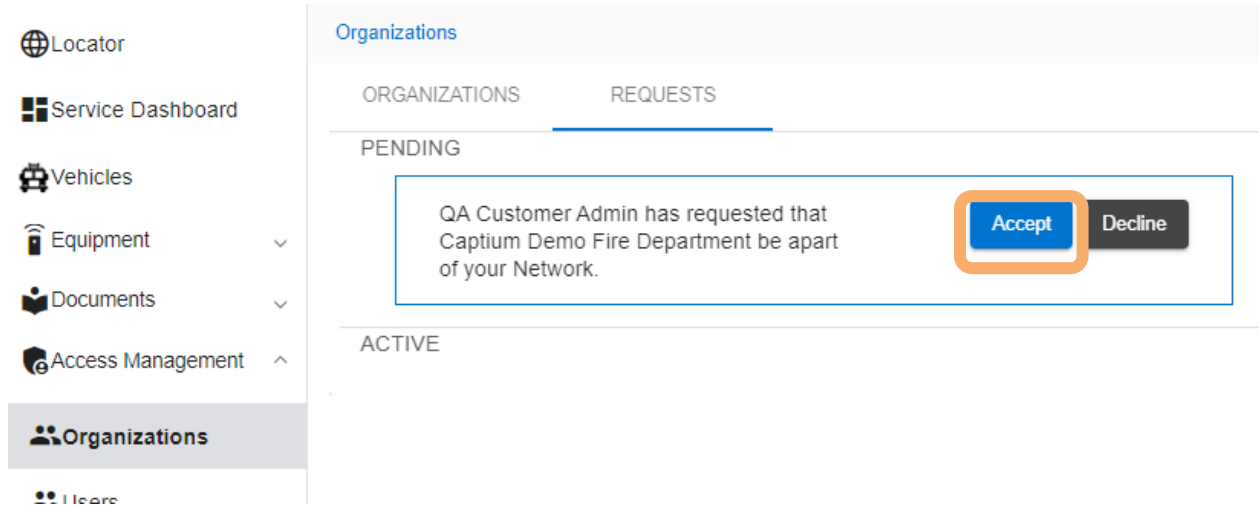 Locator
Service Dashboard
Vehicles
Equipment
Documents
Access Management
Organizations
Users
Organizations
ORGANIZATIONS REQUESTS
PENDING
QA Customer Admin has requested that
Captium Demo Fire Department be apart
of your Network.
Accept Decline
ACTIVE